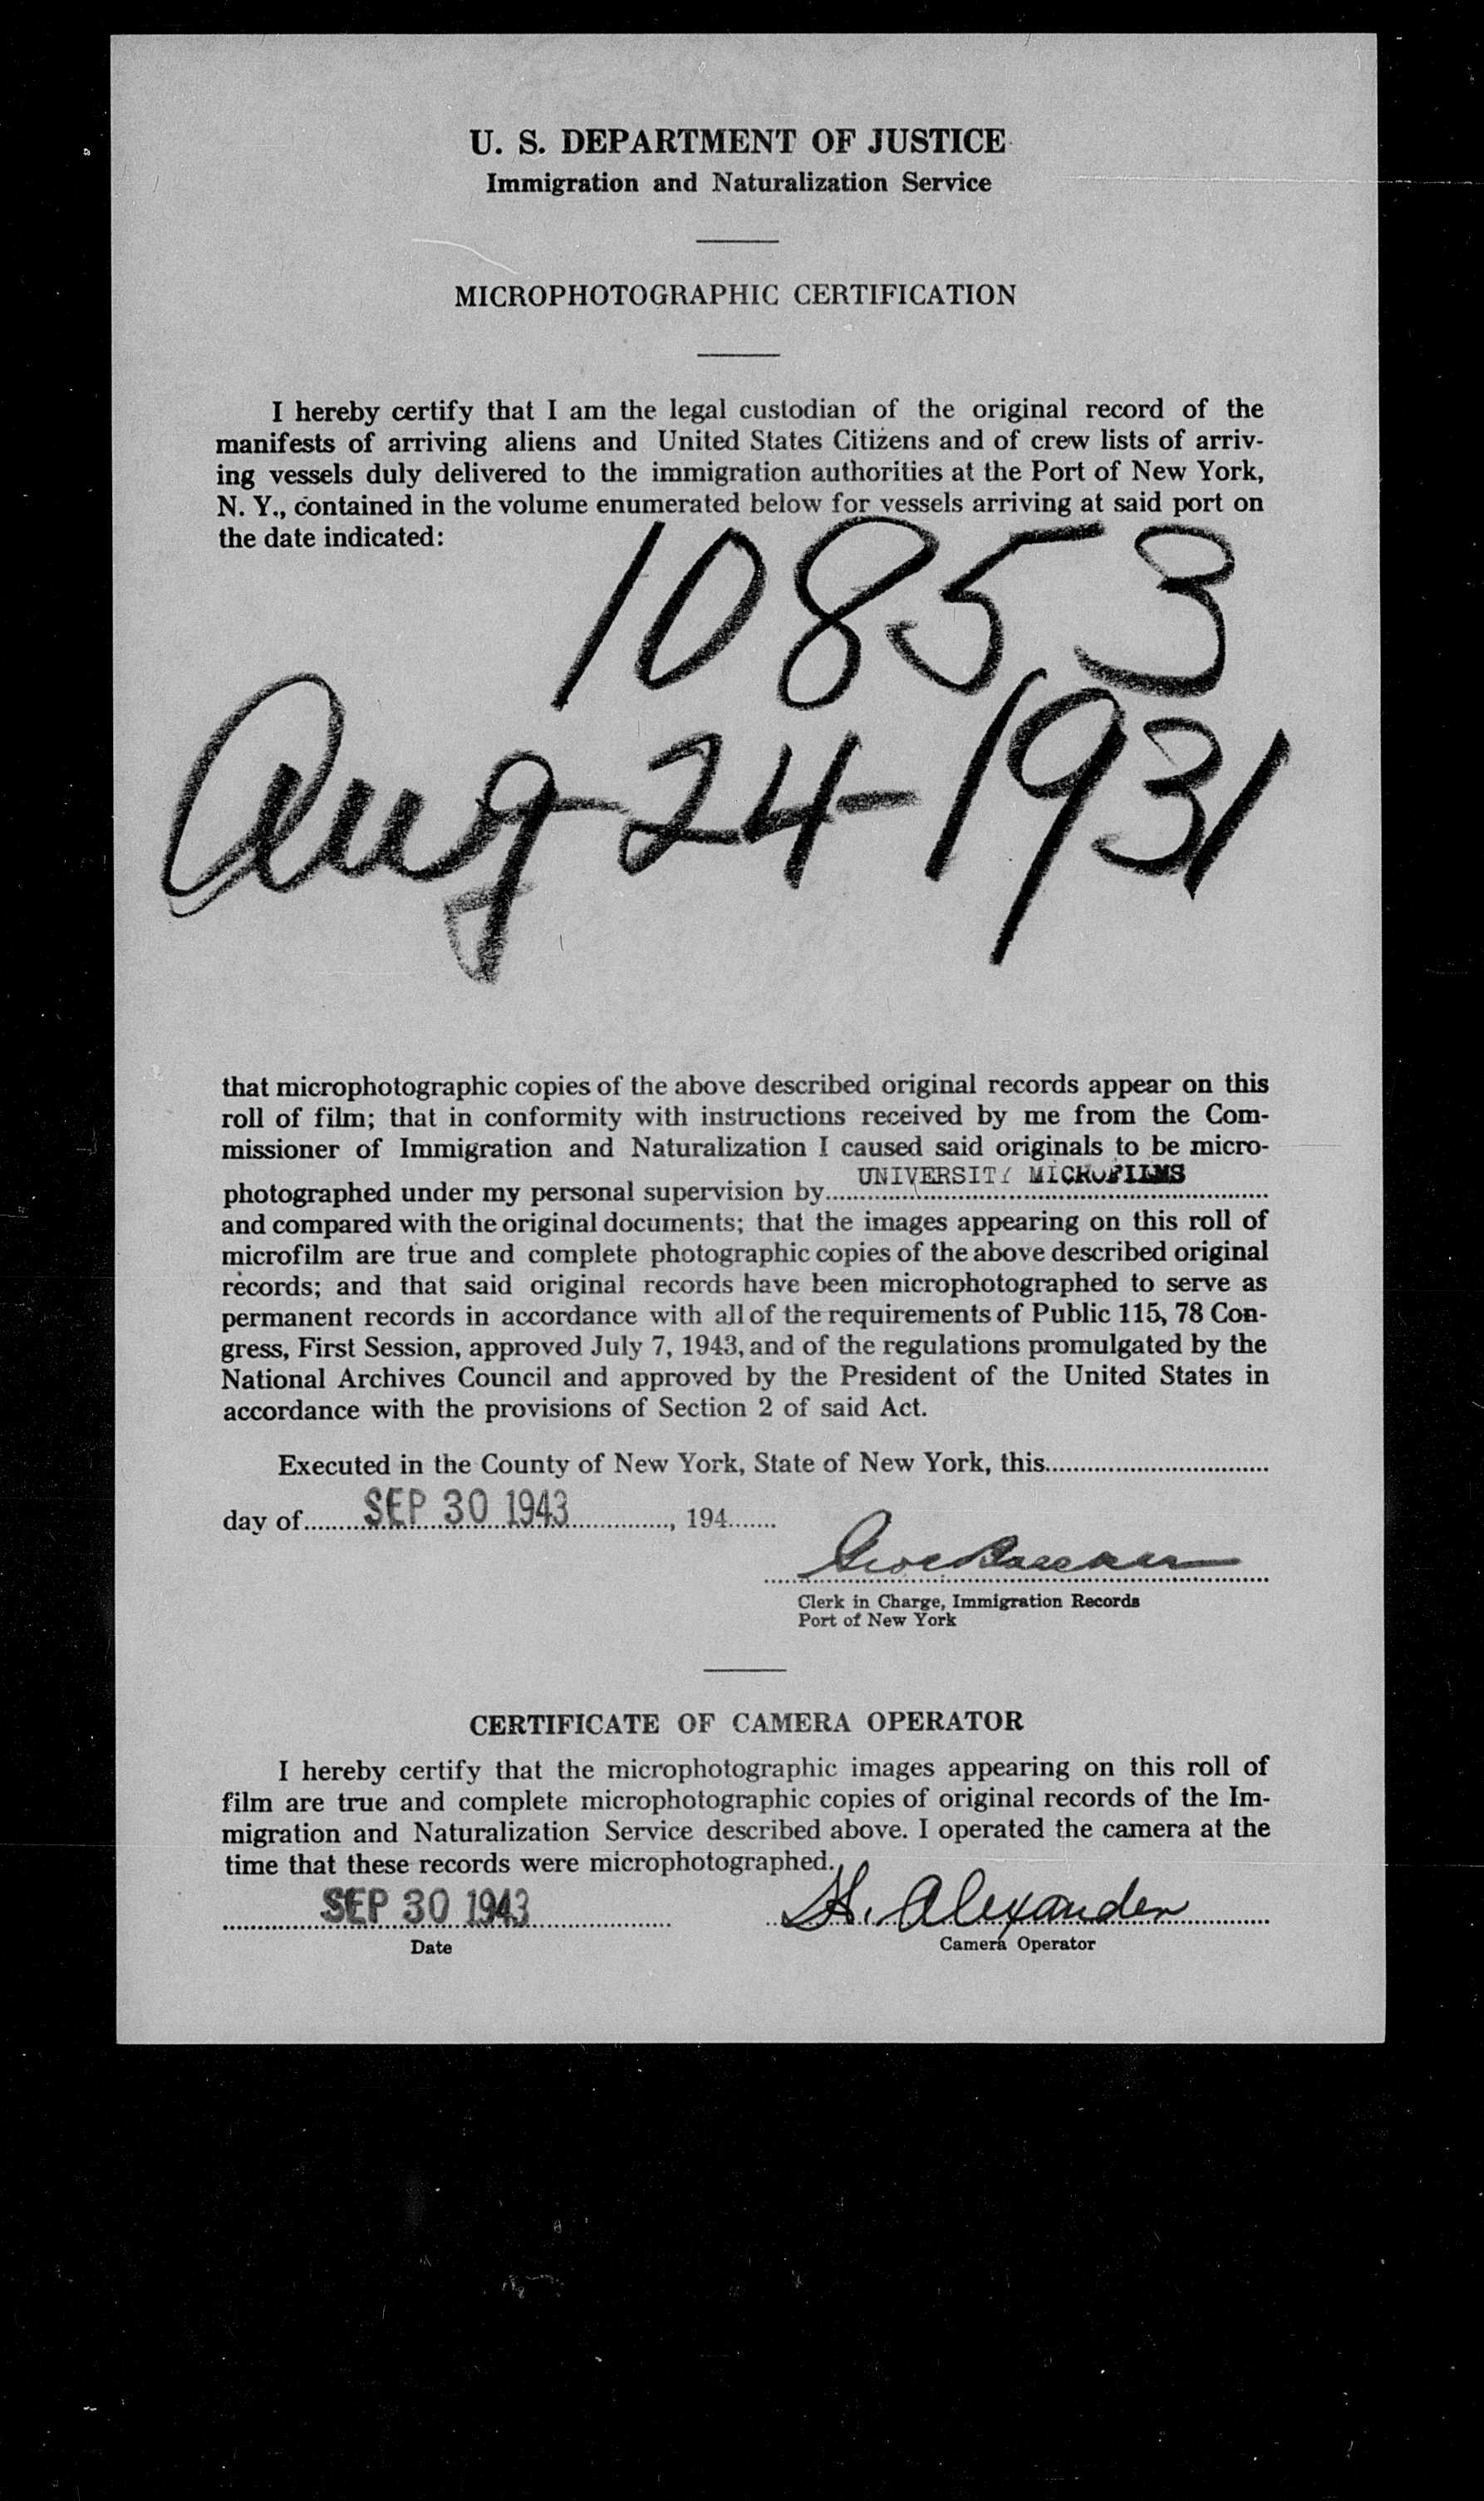 U. S. DEPARTMENT OF JUSTICE
Immigration and Naturalization Service
MICROPHOTOGRAPHIC CERTIFICATION
I hereby certify that I am the legal custodian of the original record of the
manifests of arriving aliens and United States Citizens and of crew lists of arriv-
ing vessels duly delivered to the immigration authorities at the Port of New York,
N. Y., contained in the volume enumerated below for vessels arriving at said port on
the date indicated:
10853
Aug-24-1931
that microphotographic copies of the above described original records appear on this
roll of film; that in conformity with instructions received by me from the Com-
missioner of Immigration and Naturalization I caused said originals to be micro-
photographed under my personal supervision by UNIVERSITY MICROFILMS
and compared with the original documents; that the images appearing on this roll of
microfilm are true and complete photographic copies of the above described original
records; and that said original records have been microphotographed to serve as
permanent records in accordance with all of the requirements of Public 115, 78 Con-
gress, First Session, approved July 7, 1943, and of the regulations promulgated by the
National Archives Council and approved by the President of the United States in
accordance with the provisions of Section 2 of said Act.
Executed in the County of New York, State of New York, this
day of SEP 30 1943, 194
Clerk in Charge, Immigration Records
Port of New York
CERTIFICATE OF CAMERA OPERATOR
I hereby certify that the microphotographic images appearing on this roll of
film are true and complete microphotographic copies of original records of the Im-
migration and Naturalization Service described above. I operated the camera at the
time that these records were microphotographed.
SEP 30 1943 H. Alexander
Date Camera Operator